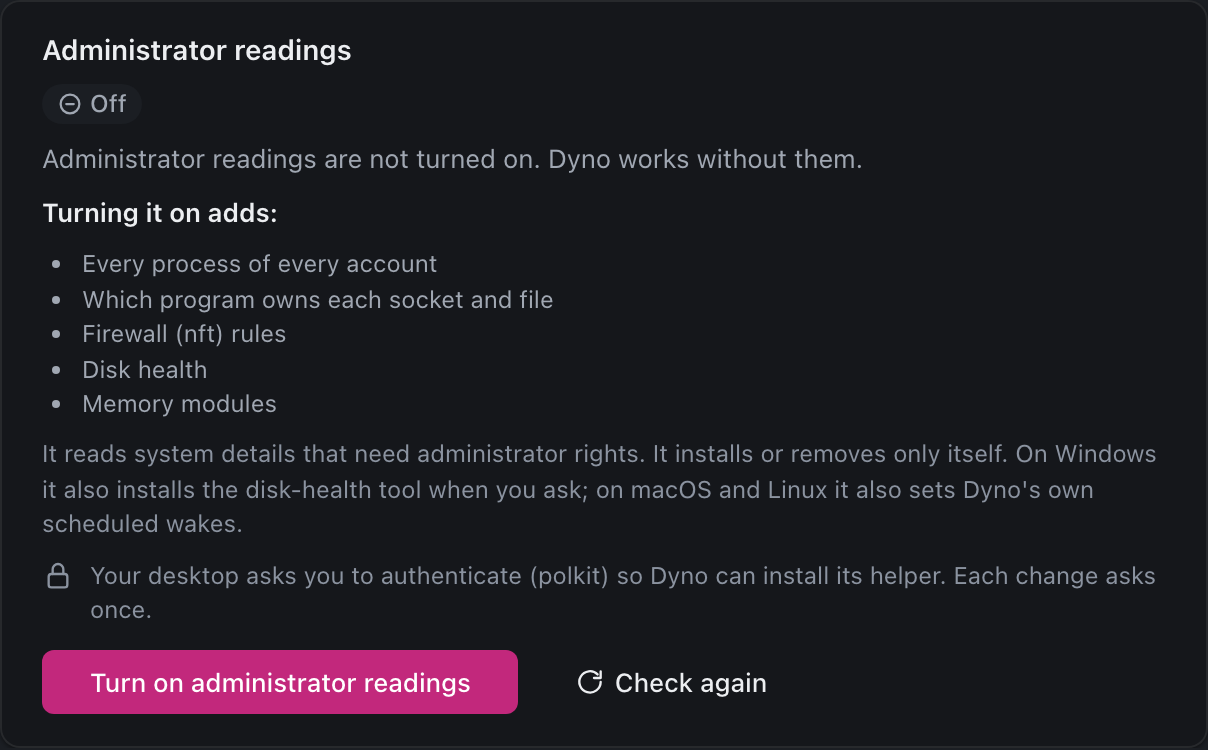 Administrator readings
Off
Administrator readings are not turned on. Dyno works without them.
Turning it on adds:
• Every process of every account
• Which program owns each socket and file
• Firewall (nft) rules
• Disk health
• Memory modules
It reads system details that need administrator rights. It installs or removes only itself. On Windows
it also installs the disk-health tool when you ask; on macOS and Linux it also sets Dyno's own
scheduled wakes.
Your desktop asks you to authenticate (polkit) so Dyno can install its helper. Each change asks
once.
Turn on administrator readings
Check again